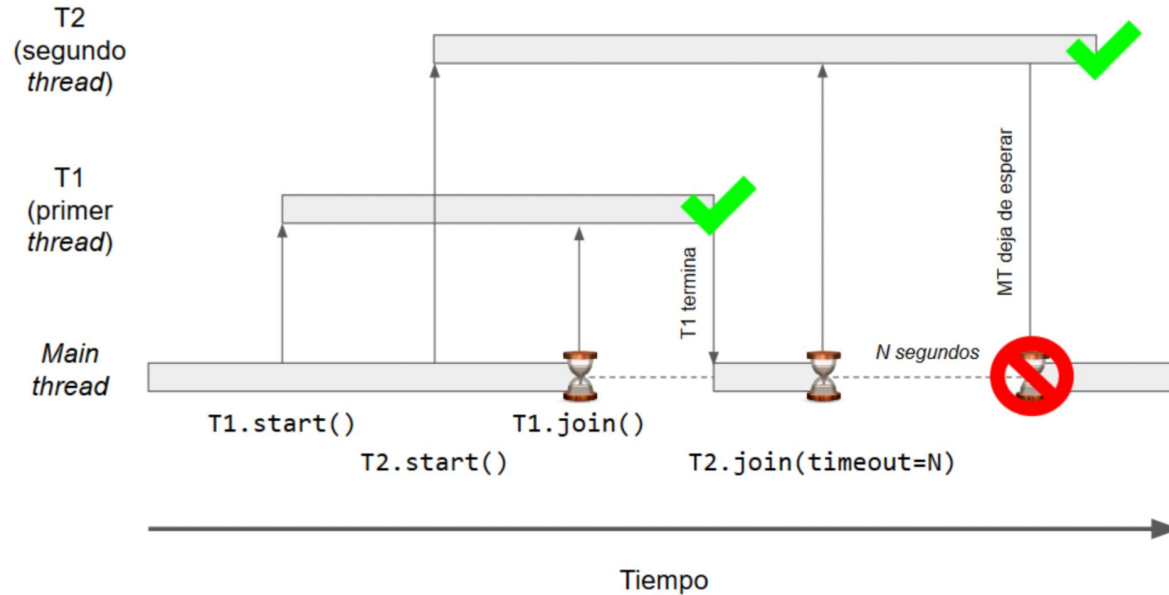 T2
(segundo
thread)
T1
(primer
thread)
T1 termina
MT deja de esperar
Main
thread
N segundos
T1.start()
T1.join()
T2.start()
T2.join(timeout=N)
Tiempo